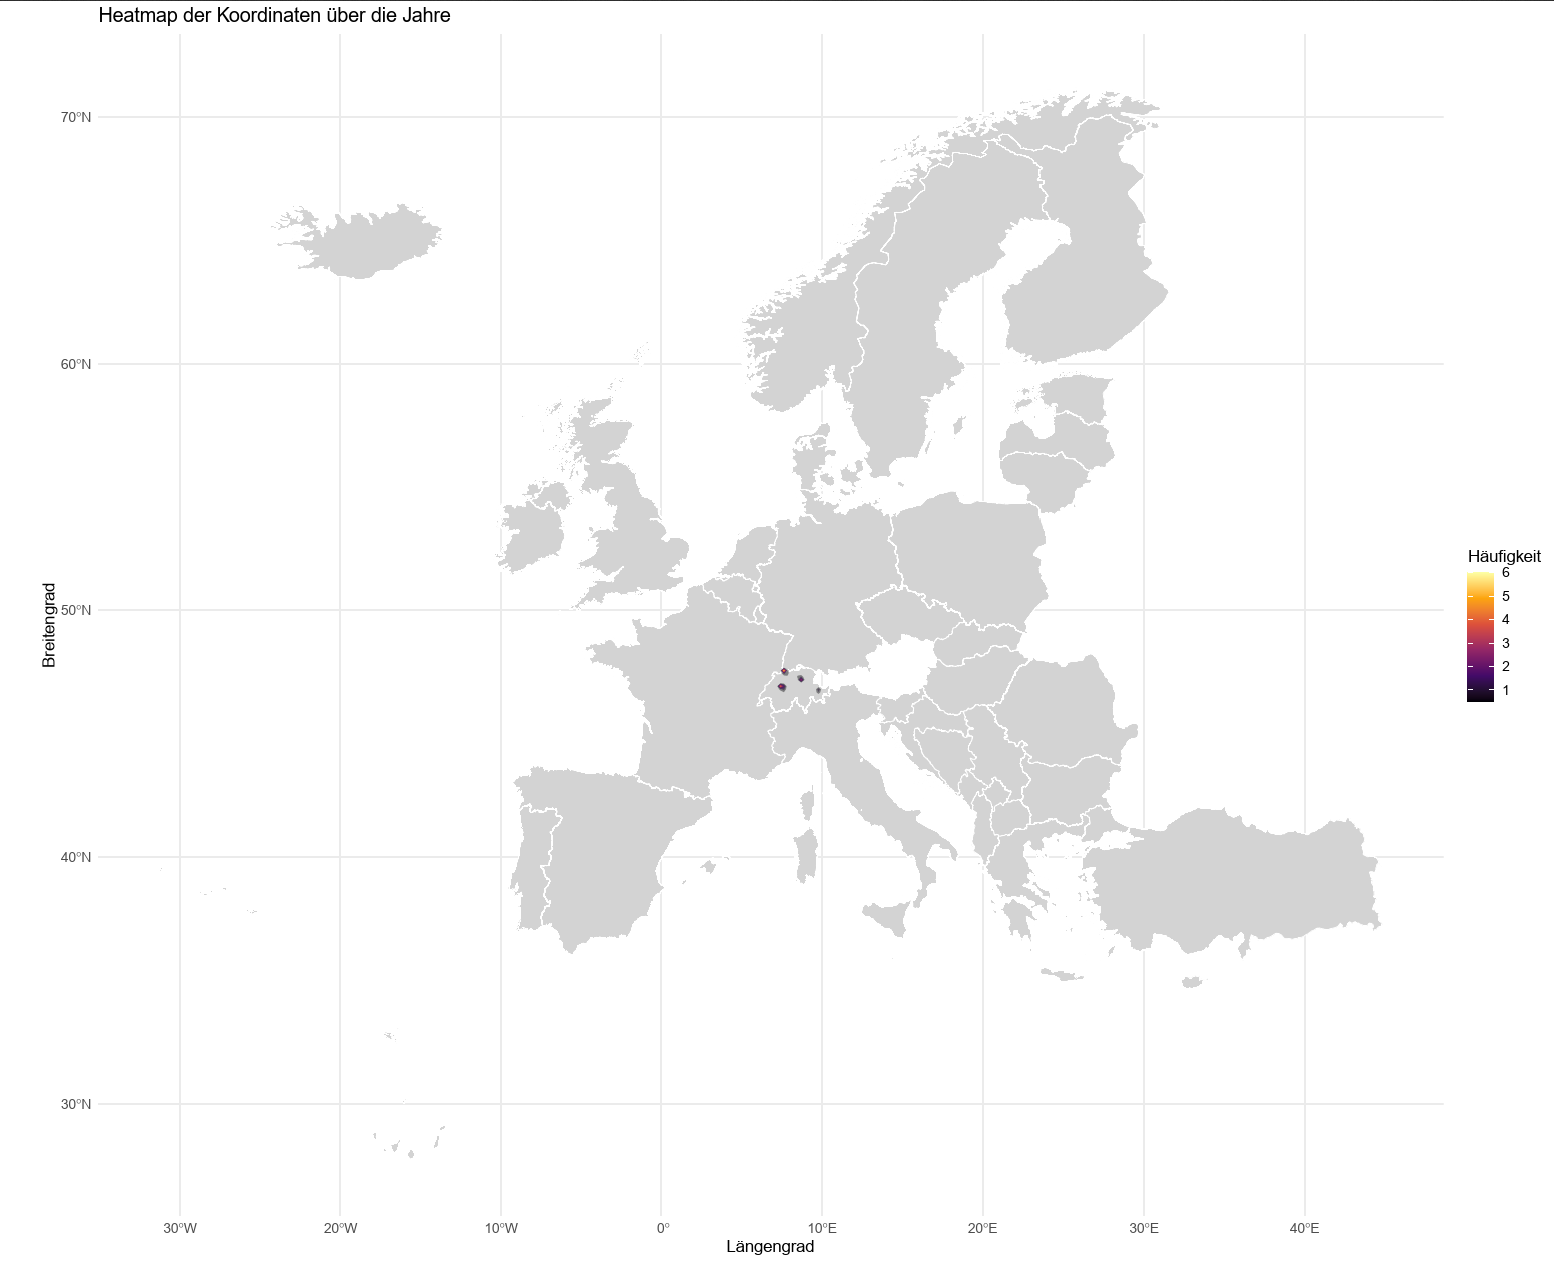 Heatmap der Koordinaten über die Jahre
70°N
60°N
50°N
40°N
30°N
Breitengrad
30°W
20°W
10°W
0°
10°E
20°E
30°E
40°E
Längengrad
Häufigkeit
6
5
4
3
2
1